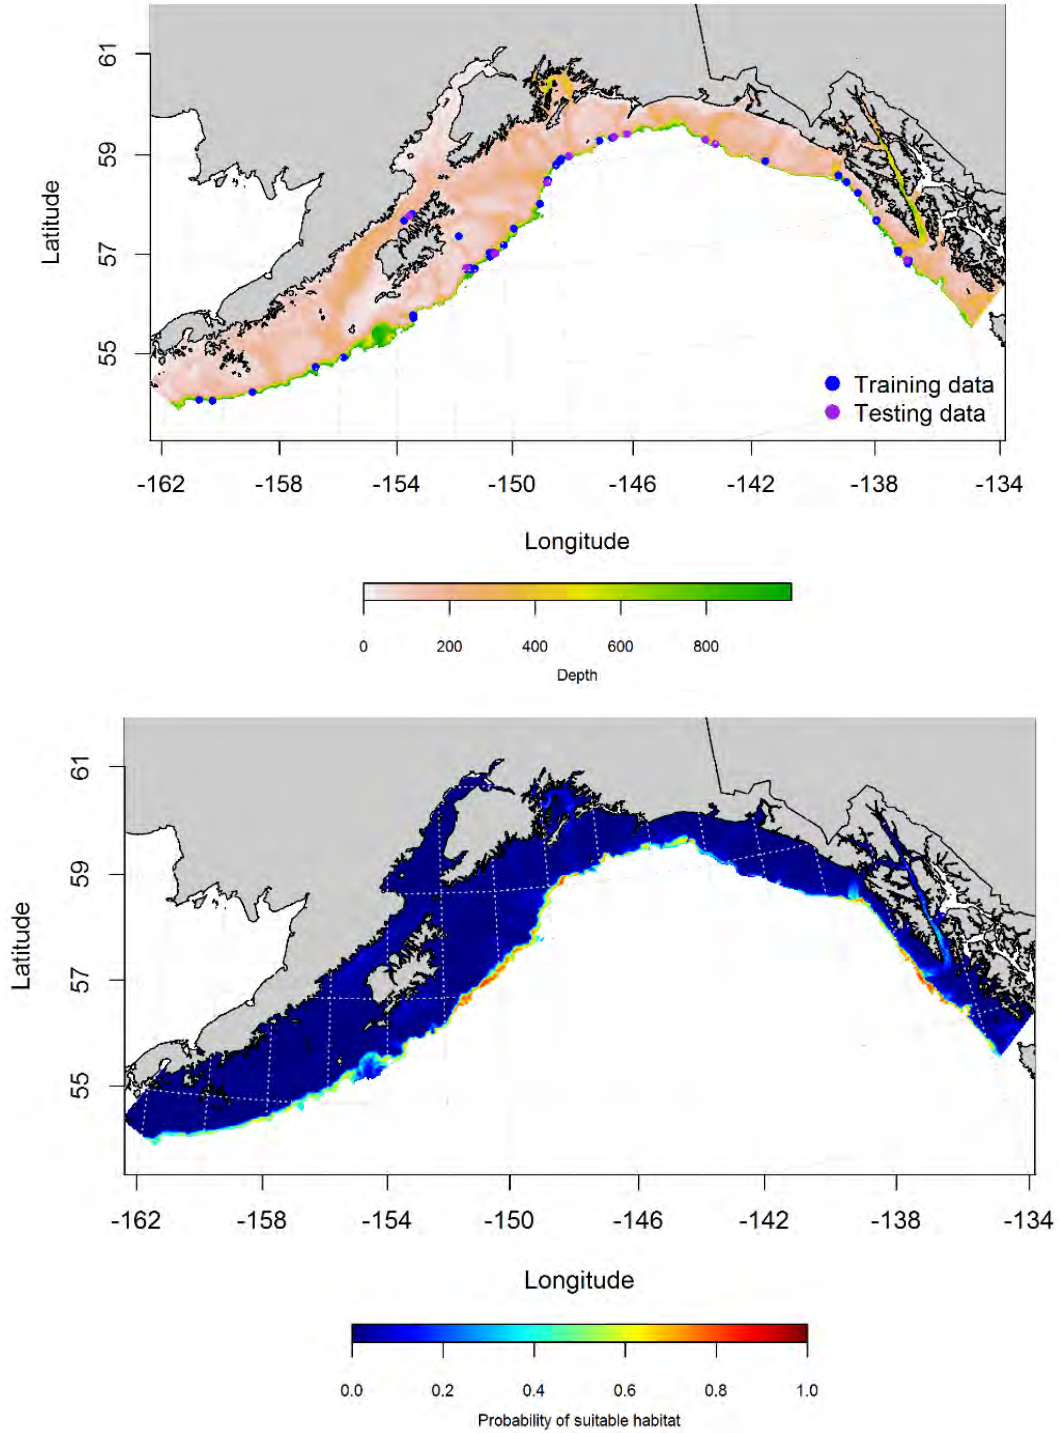 61
59
57
55
Latitude
Training data
Testing data
-162 -158 -154 -150 -146 -142 -138 -134
Longitude
0 200 400 600 800
Depth
61
59
57
55
Latitude
-162 -158 -154 -150 -146 -142 -138 -134
Longitude
0.0 0.2 0.4 0.6 0.8 1.0
Probability of suitable habitat